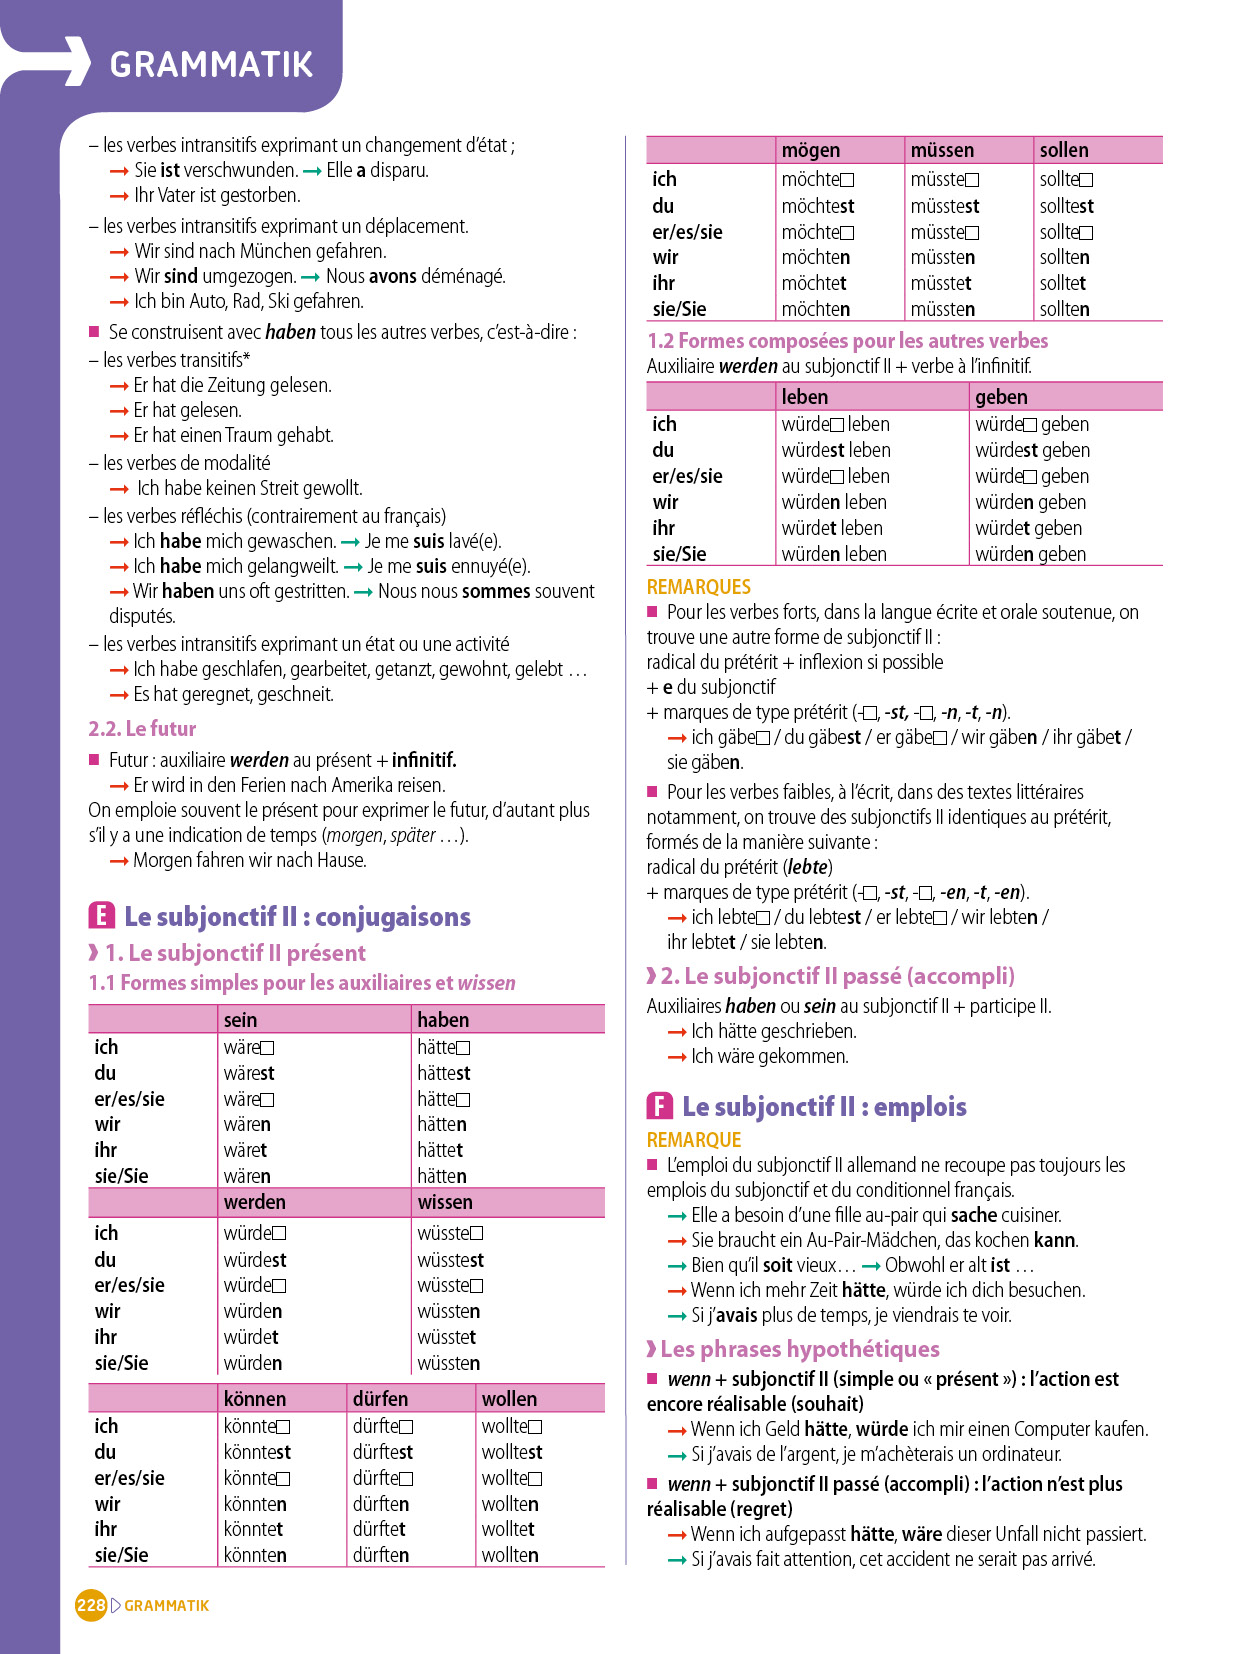 GRAMMATIK
– les verbes intransitifs exprimant un changement d’état ;
→ Sie ist verschwunden. → Elle a disparu.
→ Ihr Vater ist gestorben.
– les verbes intransitifs exprimant un déplacement.
→ Wir sind nach München gefahren.
→ Wir sind umgezogen. → Nous avons déménagé.
→ Ich bin Auto, Rad, Ski gefahren.
■ Se construisent avec haben tous les autres verbes, c’est-à-dire :
– les verbes transitifs*
→ Er hat die Zeitung gelesen.
→ Er hat gelesen.
→ Er hat einen Traum gehabt.
– les verbes de modalité
→ Ich habe keinen Streit gewollt.
– les verbes réfléchis (contrairement au français)
→ Ich habe mich gewaschen. → Je me suis lavé(e).
→ Ich habe mich gelangweilt. → Je me suis ennuyé(e).
→ Wir haben uns oft gestritten. → Nous nous sommes souvent
disputés.
– les verbes intransitifs exprimant un état ou une activité
→ Ich habe geschlafen, gearbeitet, getanzt, gewohnt, gelebt …
→ Es hat geregnet, geschneit.
2.2. Le futur
■ Futur : auxiliaire werden au présent + infinitif.
→ Er wird in den Ferien nach Amerika reisen.
On emploie souvent le présent pour exprimer le futur, d’autant plus
s’il y a une indication de temps (morgen, später …).
→ Morgen fahren wir nach Hause.
E Le subjonctif II : conjugaisons
1. Le subjonctif II présent
1.1 Formes simples pour les auxiliaires et wissen
sein haben
ich wäre□ hätte□
du wärest hättest
er/es/sie wäre□ hätte□
wir wären hätten
ihr wäret hättet
sie/Sie wären hätten
werden wissen
ich würde□ wüsste□
du würdest wüsstest
er/es/sie würde□ wüsste□
wir würden wüssten
ihr würdet wüsstet
sie/Sie würden wüssten
können dürfen wollen
ich könnte□ dürfte□ wollte□
du könntest dürftest wolltest
er/es/sie könnte□ dürfte□ wollte□
wir könnten dürften wollten
ihr könntet dürftet wolltet
sie/Sie könnten dürften wollten
mögen müssen sollen
ich möchte□ müsste□ sollte□
du möchtest müsstest solltest
er/es/sie möchte□ müsste□ sollte□
wir möchten müssten sollten
ihr möchtet müsstet solltet
sie/Sie möchten müssten sollten
1.2 Formes composées pour les autres verbes
Auxiliaire werden au subjonctif II + verbe à l’infinitif.
leben geben
ich würde□ leben würde□ geben
du würdest leben würdest geben
er/es/sie würde□ leben würde□ geben
wir würden leben würden geben
ihr würdet leben würdet geben
sie/Sie würden leben würden geben
REMARQUES
■ Pour les verbes forts, dans la langue écrite et orale soutenue, on
trouve une autre forme de subjonctif II :
radical du prétérit + inflexion si possible
+ e du subjonctif
+ marques de type prétérit (-□, -st, -□, -n, -t, -n).
→ ich gäbe□ / du gäbest / er gäbe□ / wir gäben / ihr gäbet /
sie gäben.
■ Pour les verbes faibles, à l’écrit, dans des textes littéraires
notamment, on trouve des subjonctifs II identiques au prétérit,
formés de la manière suivante :
radical du prétérit (lebte)
+ marques de type prétérit (-□, -st, -□, -en, -t, -en).
→ ich lebte□ / du lebtest / er lebte□ / wir lebten /
ihr lebtet / sie lebten.
2. Le subjonctif II passé (accompli)
Auxiliaires haben ou sein au subjonctif II + participe II.
→ Ich hätte geschrieben.
→ Ich wäre gekommen.
F Le subjonctif II : emplois
REMARQUE
■ L’emploi du subjonctif II allemand ne recoupe pas toujours les
emplois du subjonctif et du conditionnel français.
→ Elle a besoin d’une fille au-pair qui sache cuisiner.
→ Sie braucht ein Au-Pair-Mädchen, das kochen kann.
→ Bien qu’il soit vieux… → Obwohl er alt ist …
→ Wenn ich mehr Zeit hätte, würde ich dich besuchen.
→ Si j’avais plus de temps, je viendrais te voir.
Les phrases hypothétiques
■ wenn + subjonctif II (simple ou « présent ») : l’action est
encore réalisable (souhait)
→ Wenn ich Geld hätte, würde ich mir einen Computer kaufen.
→ Si j’avais de l’argent, je m’achèterais un ordinateur.
■ wenn + subjonctif II passé (accompli) : l’action n’est plus
réalisable (regret)
→ Wenn ich aufgepasst hätte, wäre dieser Unfall nicht passiert.
→ Si j’avais fait attention, cet accident ne serait pas arrivé.
228 GRAMMATIK